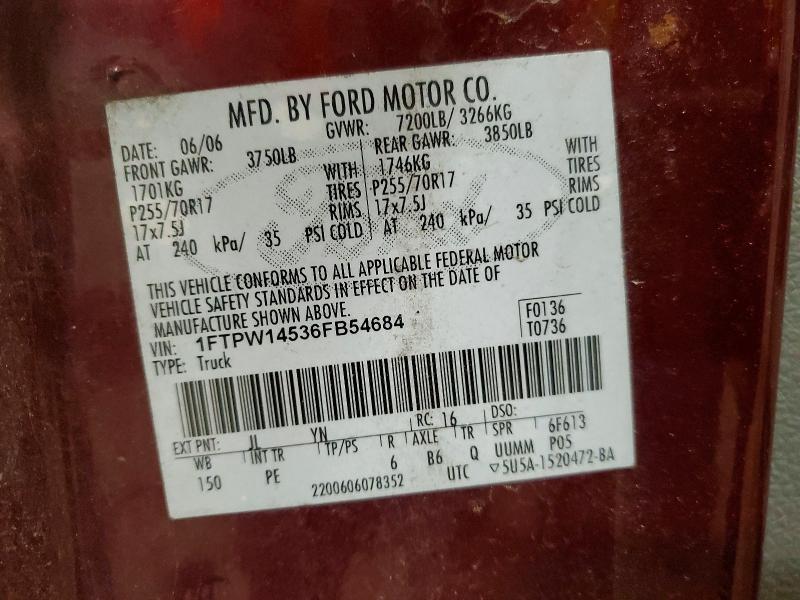 MFD. BY FORD MOTOR CO.
DATE: 06/06 GVWR: 7200LB/ 3266KG
FRONT GAWR: 3750LB REAR GAWR: 3850LB
1701KG WITH 1746KG WITH
P255/70R17 TIRES P255/70R17 TIRES
17x7.5J RIMS 17x7.5J RIMS
AT 240 kPa/ 35 PSI COLD AT 240 kPa/ 35 PSI COLD
THIS VEHICLE CONFORMS TO ALL APPLICABLE FEDERAL MOTOR
VEHICLE SAFETY STANDARDS IN EFFECT ON THE DATE OF
MANUFACTURE SHOWN ABOVE.
VIN: 1FTPW14536FB54684 F0136
TYPE: Truck T0736
EXT PNT: JL YN RC: 16 DSO:
WB INT TR TP/PS R AXLE TR SPR 6F613
150 PE 6 B6 Q UUMM POS
2200606078352 UTC ▽5U5A-1520472-BA